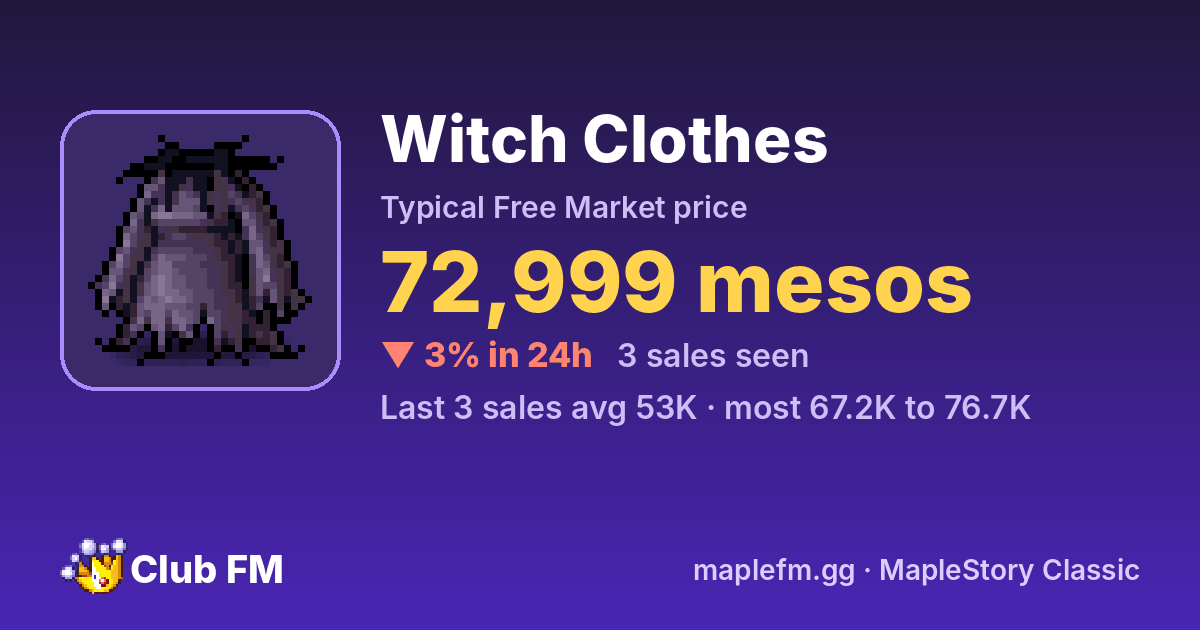 Witch Clothes
Typical Free Market price
72,999 mesos
▼ 3% in 24h 3 sales seen
Last 3 sales avg 53K · most 67.2K to 76.7K
Club FM
maplefm.gg · MapleStory Classic